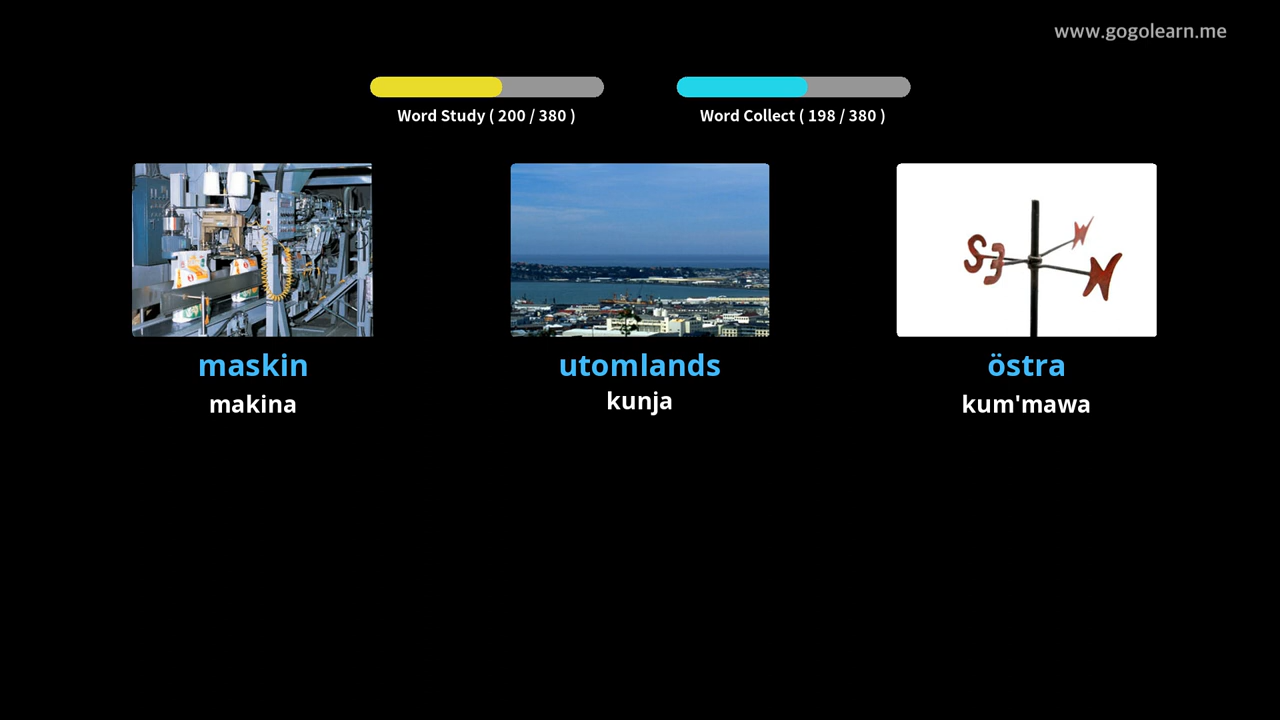 www.gogolearn.me
Word Study ( 200 / 380 )
Word Collect ( 198 / 380 )
S E N W
maskin
utomlands
östra
makina
kunja
kum'mawa